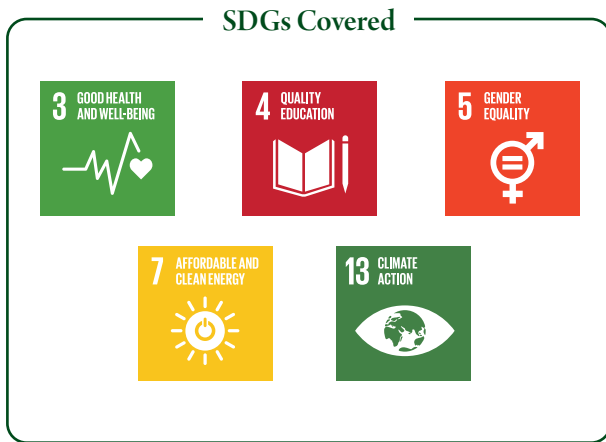 SDGs Covered
3 GOOD HEALTH
AND WELL-BEING
4 QUALITY
EDUCATION
5 GENDER
EQUALITY
7 AFFORDABLE AND
CLEAN ENERGY
13 CLIMATE
ACTION